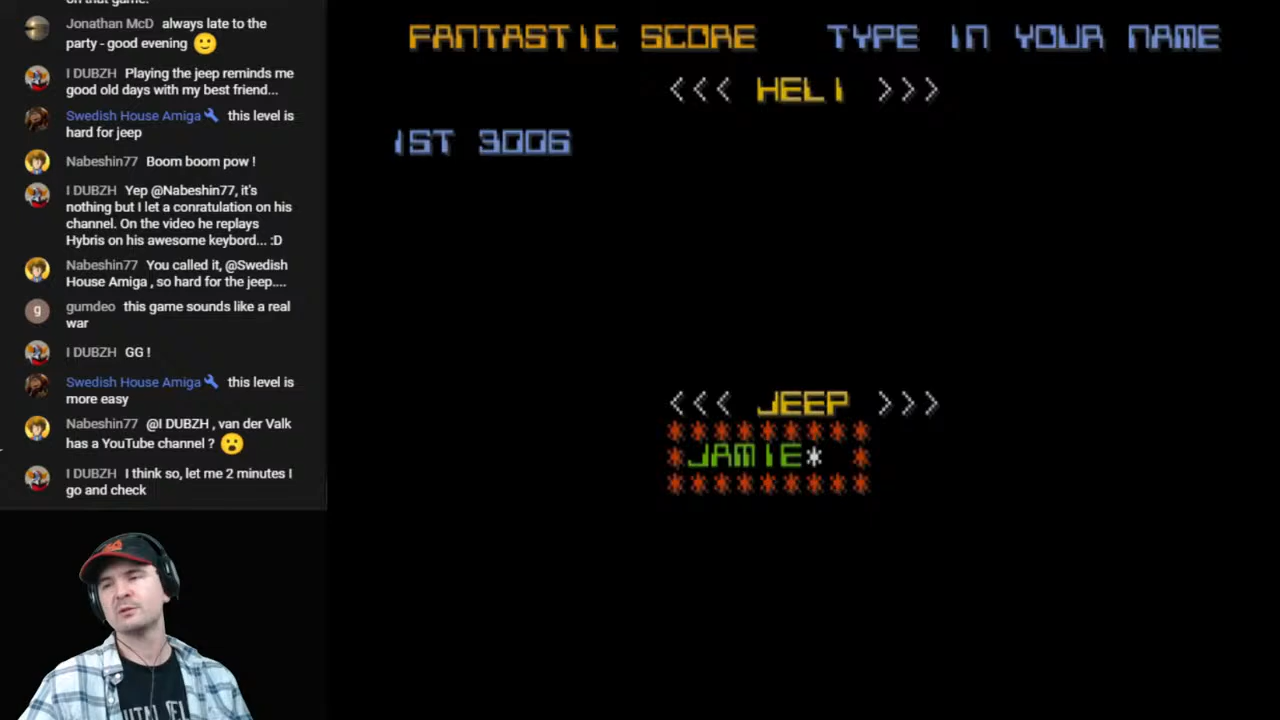 on that game.
Jonathan McD always late to the
party - good evening
I DUBZH Playing the jeep reminds me
good old days with my best friend...
Swedish House Amiga this level is
hard for jeep
Nabeshin77 Boom boom pow !
I DUBZH Yep @Nabeshin77, it's
nothing but I let a conratulation on his
channel. On the video he replays
Hybris on his awesome keybord... :D
Nabeshin77 You called it, @Swedish
House Amiga , so hard for the jeep....
g
gumdeo this game sounds like a real
war
I DUBZH GG !
Swedish House Amiga this level is
more easy
Nabeshin77 @I DUBZH , van der Valk
has a YouTube channel ?
I DUBZH I think so, let me 2 minutes I
go and check
FANTASTIC SCORE TYPE IN YOUR NAME
<<< HELI >>>
1ST 3006
<<< JEEP >>>
*********
*JAMIE* *
*********